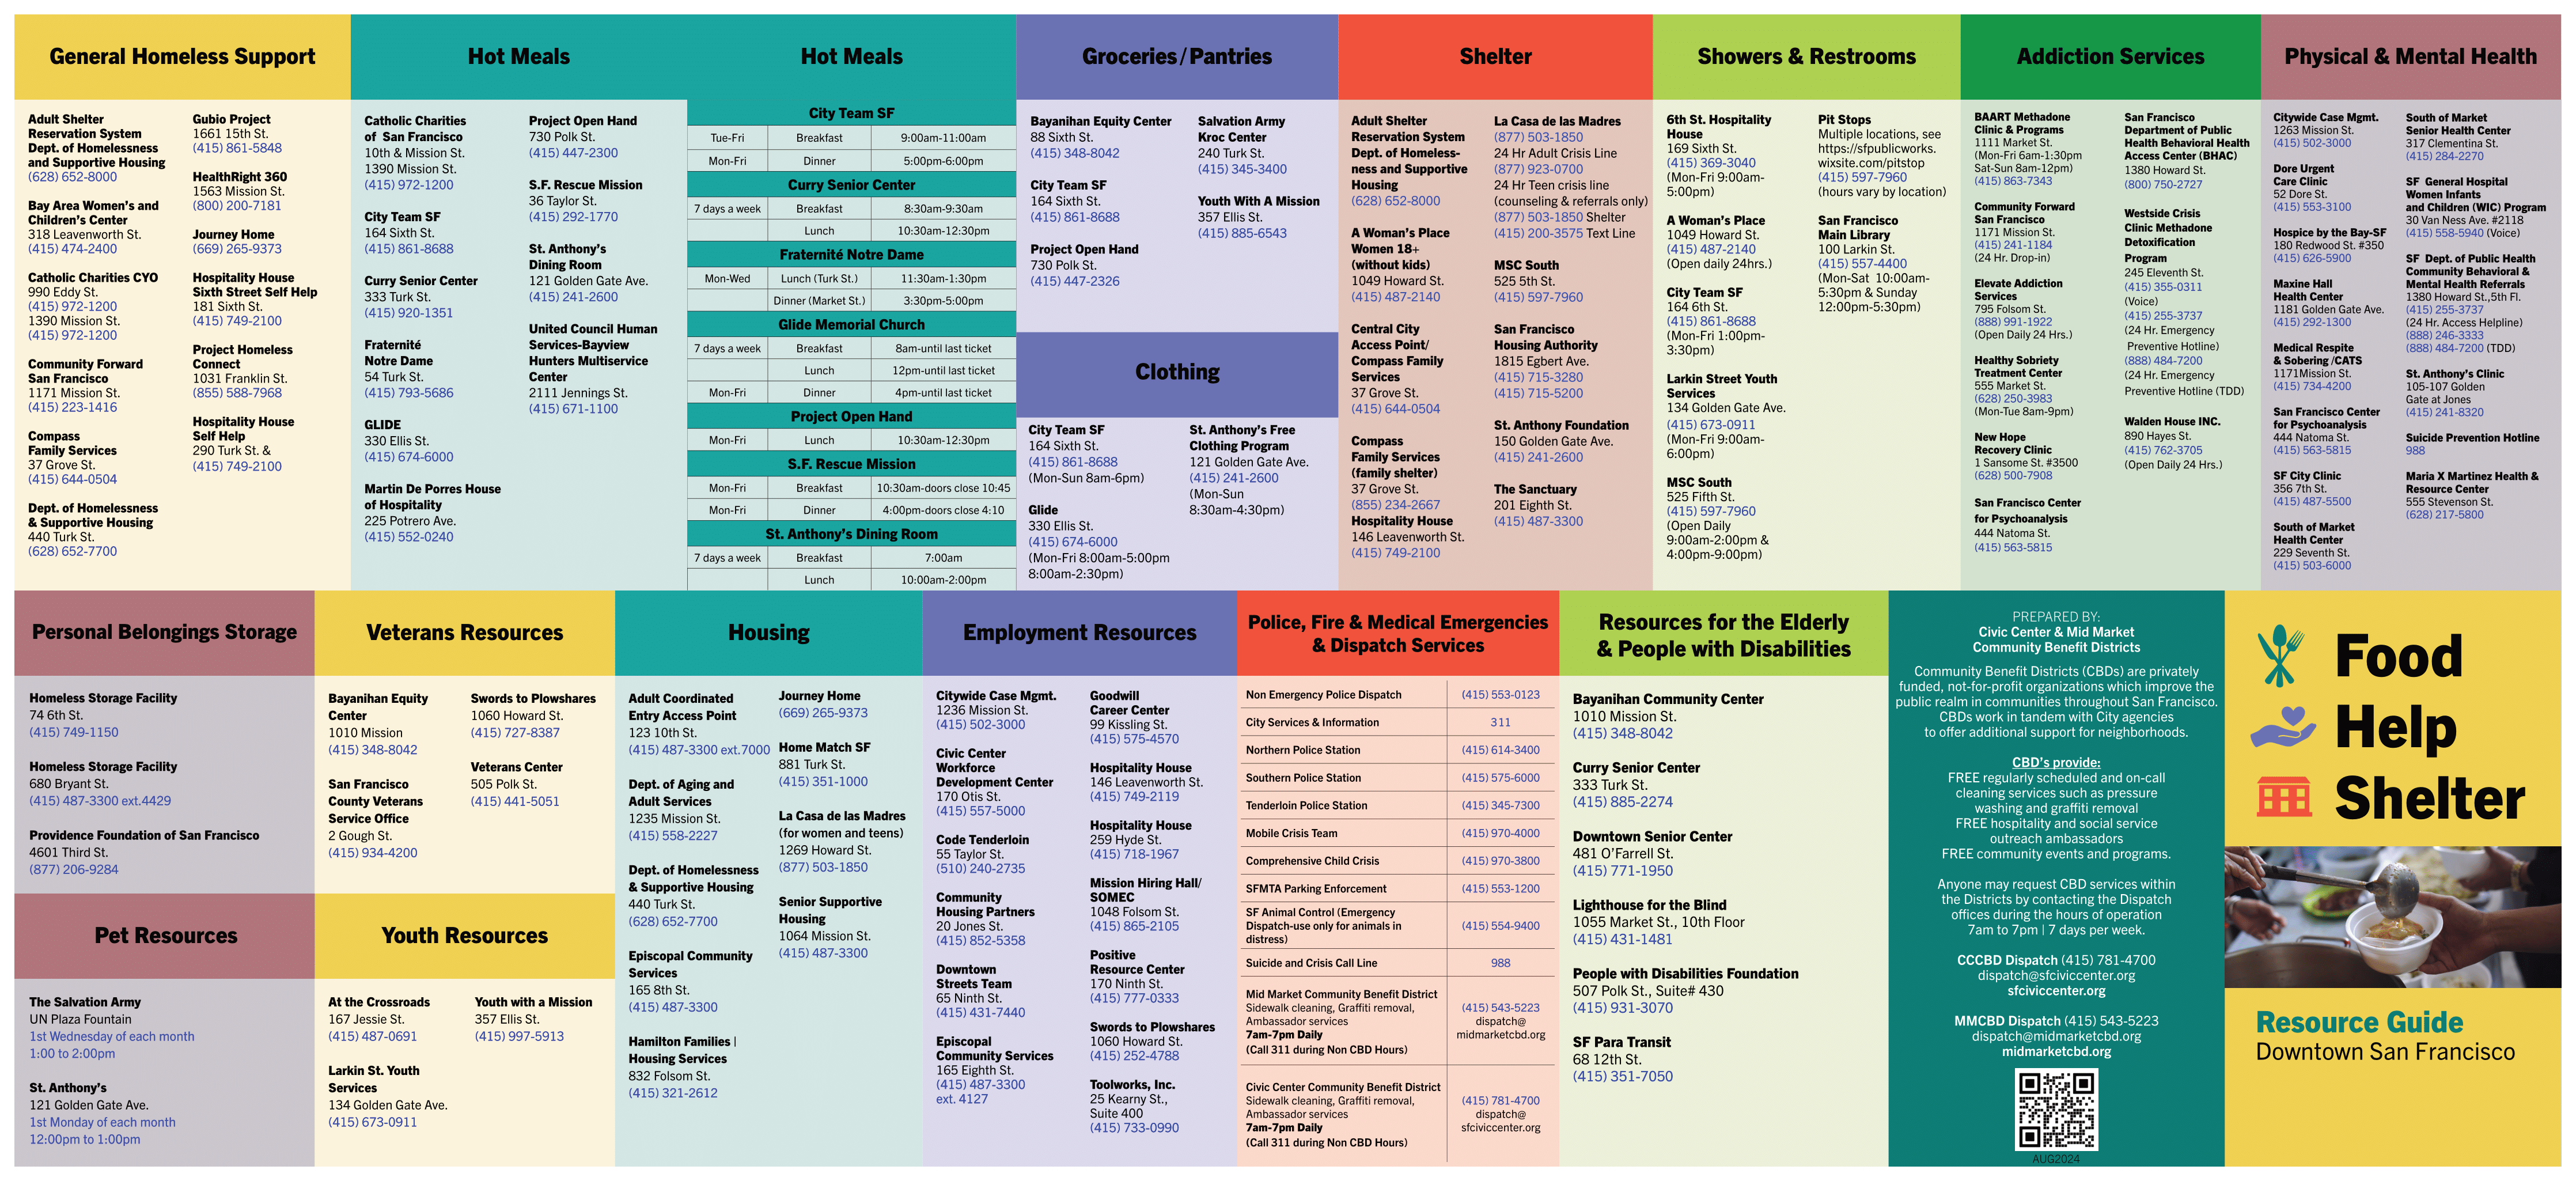 General Homeless Support
Adult Shelter
Reservation System
Dept. of Homelessness
and Supportive Housing
(628) 652-8000
Bay Area Women's and
Children's Center
318 Leavenworth St.
(415) 474-2400
Catholic Charities CYO
990 Eddy St.
(415) 972-1200
1390 Mission St.
(415) 972-1200
Community Forward
San Francisco
1171 Mission St.
(415) 223-1416
Compass
Family Services
37 Grove St.
(415) 644-0504
Dept. of Homelessness
& Supportive Housing
440 Turk St.
(628) 652-7700
Gubio Project
1661 15th St.
(415) 861-5848
HealthRight 360
1563 Mission St.
(800) 200-7181
Journey Home
(669) 265-9373
Hospitality House
Sixth Street Self Help
181 Sixth St.
(415) 749-2100
Project Homeless
Connect
1031 Franklin St.
(855) 588-7968
Hospitality House
Self Help
290 Turk St. &
(415) 749-2100
Hot Meals
Catholic Charities
of San Francisco
10th & Mission St.
1390 Mission St.
(415) 972-1200
City Team SF
164 Sixth St.
(415) 861-8688
Curry Senior Center
333 Turk St.
(415) 920-1351
Fraternité
Notre Dame
54 Turk St.
(415) 793-5686
GLIDE
330 Ellis St.
(415) 674-6000
Martin De Porres House
of Hospitality
225 Potrero Ave.
(415) 552-0240
Project Open Hand
730 Polk St.
(415) 447-2300
S.F. Rescue Mission
36 Taylor St.
(415) 292-1770
St. Anthony's
Dining Room
121 Golden Gate Ave.
(415) 241-2600
United Council Human
Services-Bayview
Hunters Multiservice
Center
2111 Jennings St.
(415) 671-1100
Hot Meals
City Team SF
Tue-Fri Breakfast 9:00am-11:00am
Mon-Fri Dinner 5:00pm-6:00pm
Curry Senior Center
7 days a week Breakfast 8:30am-9:30am
Lunch 10:30am-12:30pm
Fraternité Notre Dame
Mon-Wed Lunch (Turk St.) 11:30am-1:30pm
Dinner (Market St.) 3:30pm-5:00pm
Glide Memorial Church
7 days a week Breakfast 8am-until last ticket
Lunch 12pm-until last ticket
Mon-Fri Dinner 4pm-until last ticket
Project Open Hand
Mon-Fri Lunch 10:30am-12:30pm
S.F. Rescue Mission
Mon-Fri Breakfast 10:30am-doors close 10:45
Mon-Fri Dinner 4:00pm-doors close 4:10
St. Anthony's Dining Room
7 days a week Breakfast 7:00am
Lunch 10:00am-2:00pm
Groceries/Pantries
Bayanihan Equity Center
88 Sixth St.
(415) 348-8042
City Team SF
164 Sixth St.
(415) 861-8688
Project Open Hand
730 Polk St.
(415) 447-2326
Salvation Army
Kroc Center
240 Turk St.
(415) 345-3400
Youth With A Mission
357 Ellis St.
(415) 885-6543
Clothing
City Team SF
164 Sixth St.
(415) 861-8688
(Mon-Sun 8am-6pm)
Glide
330 Ellis St.
(415) 674-6000
(Mon-Fri 8:00am-5:00pm
8:00am-2:30pm)
St. Anthony's Free
Clothing Program
121 Golden Gate Ave.
(415) 241-2600
(Mon-Sun
8:30am-4:30pm)
Shelter
Adult Shelter
Reservation System
Dept. of Homeless-
ness and Supportive
Housing
(628) 652-8000
A Woman's Place
Women 18+
(without kids)
1049 Howard St.
(415) 487-2140
Central City
Access Point/
Compass Family
Services
37 Grove St.
(415) 644-0504
Compass
Family Services
(family shelter)
37 Grove St.
(855) 234-2667
Hospitality House
146 Leavenworth St.
(415) 749-2100
La Casa de las Madres
(877) 503-1850
24 Hr Adult Crisis Line
(877) 923-0700
24 Hr Teen crisis line
(counseling & referrals only)
(877) 503-1850 Shelter
(415) 200-3575 Text Line
MSC South
525 5th St.
(415) 597-7960
San Francisco
Housing Authority
1815 Egbert Ave.
(415) 715-3280
(415) 715-5200
St. Anthony Foundation
150 Golden Gate Ave.
(415) 241-2600
The Sanctuary
201 Eighth St.
(415) 487-3300
Showers & Restrooms
6th St. Hospitality
House
169 Sixth St.
(415) 369-3040
(Mon-Fri 9:00am-
5:00pm)
A Woman's Place
1049 Howard St.
(415) 487-2140
(Open daily 24hrs.)
City Team SF
164 6th St.
(415) 861-8688
(Mon-Fri 1:00pm-
3:30pm)
Larkin Street Youth
Services
134 Golden Gate Ave.
(415) 673-0911
(Mon-Fri 9:00am-
6:00pm)
MSC South
525 Fifth St.
(415) 597-7960
(Open Daily
9:00am-2:00pm &
4:00pm-9:00pm)
Pit Stops
Multiple locations, see
https://sfpublicworks.
wixsite.com/pitstop
(415) 597-7960
(hours vary by location)
San Francisco
Main Library
100 Larkin St.
(415) 557-4400
(Mon-Sat 10:00am-
5:30pm & Sunday
12:00pm-5:30pm)
Addiction Services
BAART Methadone
Clinic & Programs
1111 Market St.
(Mon-Fri 6am-1:30pm
Sat-Sun 8am-12pm)
(415) 863-7343
Community Forward
San Francisco
1171 Mission St.
(415) 241-1184
(24 Hr. Drop-in)
Elevate Addiction
Services
795 Folsom St.
(888) 991-1922
(Open Daily 24 Hrs.)
Healthy Sobriety
Treatment Center
555 Market St.
(628) 250-3983
(Mon-Tue 8am-9pm)
New Hope
Recovery Clinic
1 Sansome St. #3500
(628) 500-7908
San Francisco Center
for Psychoanalysis
444 Natoma St.
(415) 563-5815
San Francisco
Department of Public
Health Behavioral Health
Access Center (BHAC)
1380 Howard St.
(800) 750-2727
Westside Crisis
Clinic Methadone
Detoxification
Program
245 Eleventh St.
(415) 355-0311
(Voice)
(415) 255-3737
(24 Hr. Emergency
Preventive Hotline)
(888) 484-7200
(24 Hr. Emergency
Preventive Hotline (TDD)
Walden House INC.
890 Hayes St.
(415) 762-3705
(Open Daily 24 Hrs.)
Physical & Mental Health
Citywide Case Mgmt.
1263 Mission St.
(415) 502-3000
Dore Urgent
Care Clinic
52 Dore St.
(415) 553-3100
Hospice by the Bay-SF
180 Redwood St. #350
(415) 626-5900
Maxine Hall
Health Center
1181 Golden Gate Ave.
(415) 292-1300
Medical Respite
& Sobering /CATS
1171Mission St.
(415) 734-4200
San Francisco Center
for Psychoanalysis
444 Natoma St.
(415) 563-5815
SF City Clinic
356 7th St.
(415) 487-5500
South of Market
Health Center
229 Seventh St.
(415) 503-6000
South of Market
Senior Health Center
317 Clementina St.
(415) 284-2270
SF General Hospital
Women Infants
and Children (WIC) Program
30 Van Ness Ave. #2118
(415) 558-5940 (Voice)
SF Dept. of Public Health
Community Behavioral &
Mental Health Referrals
1380 Howard St.,5th Fl.
(415) 255-3737
(24 Hr. Access Helpline)
(888) 246-3333
(888) 484-7200 (TDD)
St. Anthony's Clinic
105-107 Golden
Gate at Jones
(415) 241-8320
Suicide Prevention Hotline
988
Maria X Martinez Health &
Resource Center
555 Stevenson St.
(628) 217-5800
Personal Belongings Storage
Homeless Storage Facility
74 6th St.
(415) 749-1150
Homeless Storage Facility
680 Bryant St.
(415) 487-3300 ext.4429
Providence Foundation of San Francisco
4601 Third St.
(877) 206-9284
Pet Resources
The Salvation Army
UN Plaza Fountain
1st Wednesday of each month
1:00 to 2:00pm
St. Anthony's
121 Golden Gate Ave.
1st Monday of each month
12:00pm to 1:00pm
Veterans Resources
Bayanihan Equity
Center
1010 Mission
(415) 348-8042
San Francisco
County Veterans
Service Office
2 Gough St.
(415) 934-4200
Swords to Plowshares
1060 Howard St.
(415) 727-8387
Veterans Center
505 Polk St.
(415) 441-5051
Youth Resources
At the Crossroads
167 Jessie St.
(415) 487-0691
Larkin St. Youth
Services
134 Golden Gate Ave.
(415) 673-0911
Youth with a Mission
357 Ellis St.
(415) 997-5913
Housing
Adult Coordinated
Entry Access Point
123 10th St.
(415) 487-3300 ext.7000
Dept. of Aging and
Adult Services
1235 Mission St.
(415) 558-2227
Dept. of Homelessness
& Supportive Housing
440 Turk St.
(628) 652-7700
Episcopal Community
Services
165 8th St.
(415) 487-3300
Hamilton Families |
Housing Services
832 Folsom St.
(415) 321-2612
Journey Home
(669) 265-9373
Home Match SF
881 Turk St.
(415) 351-1000
La Casa de las Madres
(for women and teens)
1269 Howard St.
(877) 503-1850
Senior Supportive
Housing
1064 Mission St.
(415) 487-3300
Employment Resources
Citywide Case Mgmt.
1236 Mission St.
(415) 502-3000
Civic Center
Workforce
Development Center
170 Otis St.
(415) 557-5000
Code Tenderloin
55 Taylor St.
(510) 240-2735
Community
Housing Partners
20 Jones St.
(415) 852-5358
Downtown
Streets Team
65 Ninth St.
(415) 431-7440
Episcopal
Community Services
165 Eighth St.
(415) 487-3300
ext. 4127
Goodwill
Career Center
99 Kissling St.
(415) 575-4570
Hospitality House
146 Leavenworth St.
(415) 749-2119
Hospitality House
259 Hyde St.
(415) 718-1967
Mission Hiring Hall/
SOMEC
1048 Folsom St.
(415) 865-2105
Positive
Resource Center
170 Ninth St.
(415) 777-0333
Swords to Plowshares
1060 Howard St.
(415) 252-4788
Toolworks, Inc.
25 Kearny St.,
Suite 400
(415) 733-0990
Police, Fire & Medical Emergencies
& Dispatch Services
Non Emergency Police Dispatch (415) 553-0123
City Services & Information 311
Northern Police Station (415) 614-3400
Southern Police Station (415) 575-6000
Tenderloin Police Station (415) 345-7300
Mobile Crisis Team (415) 970-4000
Comprehensive Child Crisis (415) 970-3800
SFMTA Parking Enforcement (415) 553-1200
SF Animal Control (Emergency
Dispatch-use only for animals in
distress)
(415) 554-9400
Suicide and Crisis Call Line 988
Mid Market Community Benefit District
Sidewalk cleaning, Graffiti removal,
Ambassador services
7am-7pm Daily
(Call 311 during Non CBD Hours)
(415) 543-5223
dispatch@
midmarketcbd.org
Civic Center Community Benefit District
Sidewalk cleaning, Graffiti removal,
Ambassador services
7am-7pm Daily
(Call 311 during Non CBD Hours)
(415) 781-4700
dispatch@
sfciviccenter.org
Resources for the Elderly
& People with Disabilities
Bayanihan Community Center
1010 Mission St.
(415) 348-8042
Curry Senior Center
333 Turk St.
(415) 885-2274
Downtown Senior Center
481 O'Farrell St.
(415) 771-1950
Lighthouse for the Blind
1055 Market St., 10th Floor
(415) 431-1481
People with Disabilities Foundation
507 Polk St., Suite# 430
(415) 931-3070
SF Para Transit
68 12th St.
(415) 351-7050
PREPARED BY:
Civic Center & Mid Market
Community Benefit Districts
Community Benefit Districts (CBDs) are privately
funded, not-for-profit organizations which improve the
public realm in communities throughout San Francisco.
CBDs work in tandem with City agencies
to offer additional support for neighborhoods.
CBD's provide:
FREE regularly scheduled and on-call
cleaning services such as pressure
washing and graffiti removal
FREE hospitality and social service
outreach ambassadors
FREE community events and programs.
Anyone may request CBD services within
the Districts by contacting the Dispatch
offices during the hours of operation
7am to 7pm | 7 days per week.
CCCBD Dispatch (415) 781-4700
dispatch@sfciviccenter.org
sfciviccenter.org
MMCBD Dispatch (415) 543-5223
dispatch@midmarketcbd.org
midmarketcbd.org
AUG2024
Food
Help
Shelter
Resource Guide
Downtown San Francisco